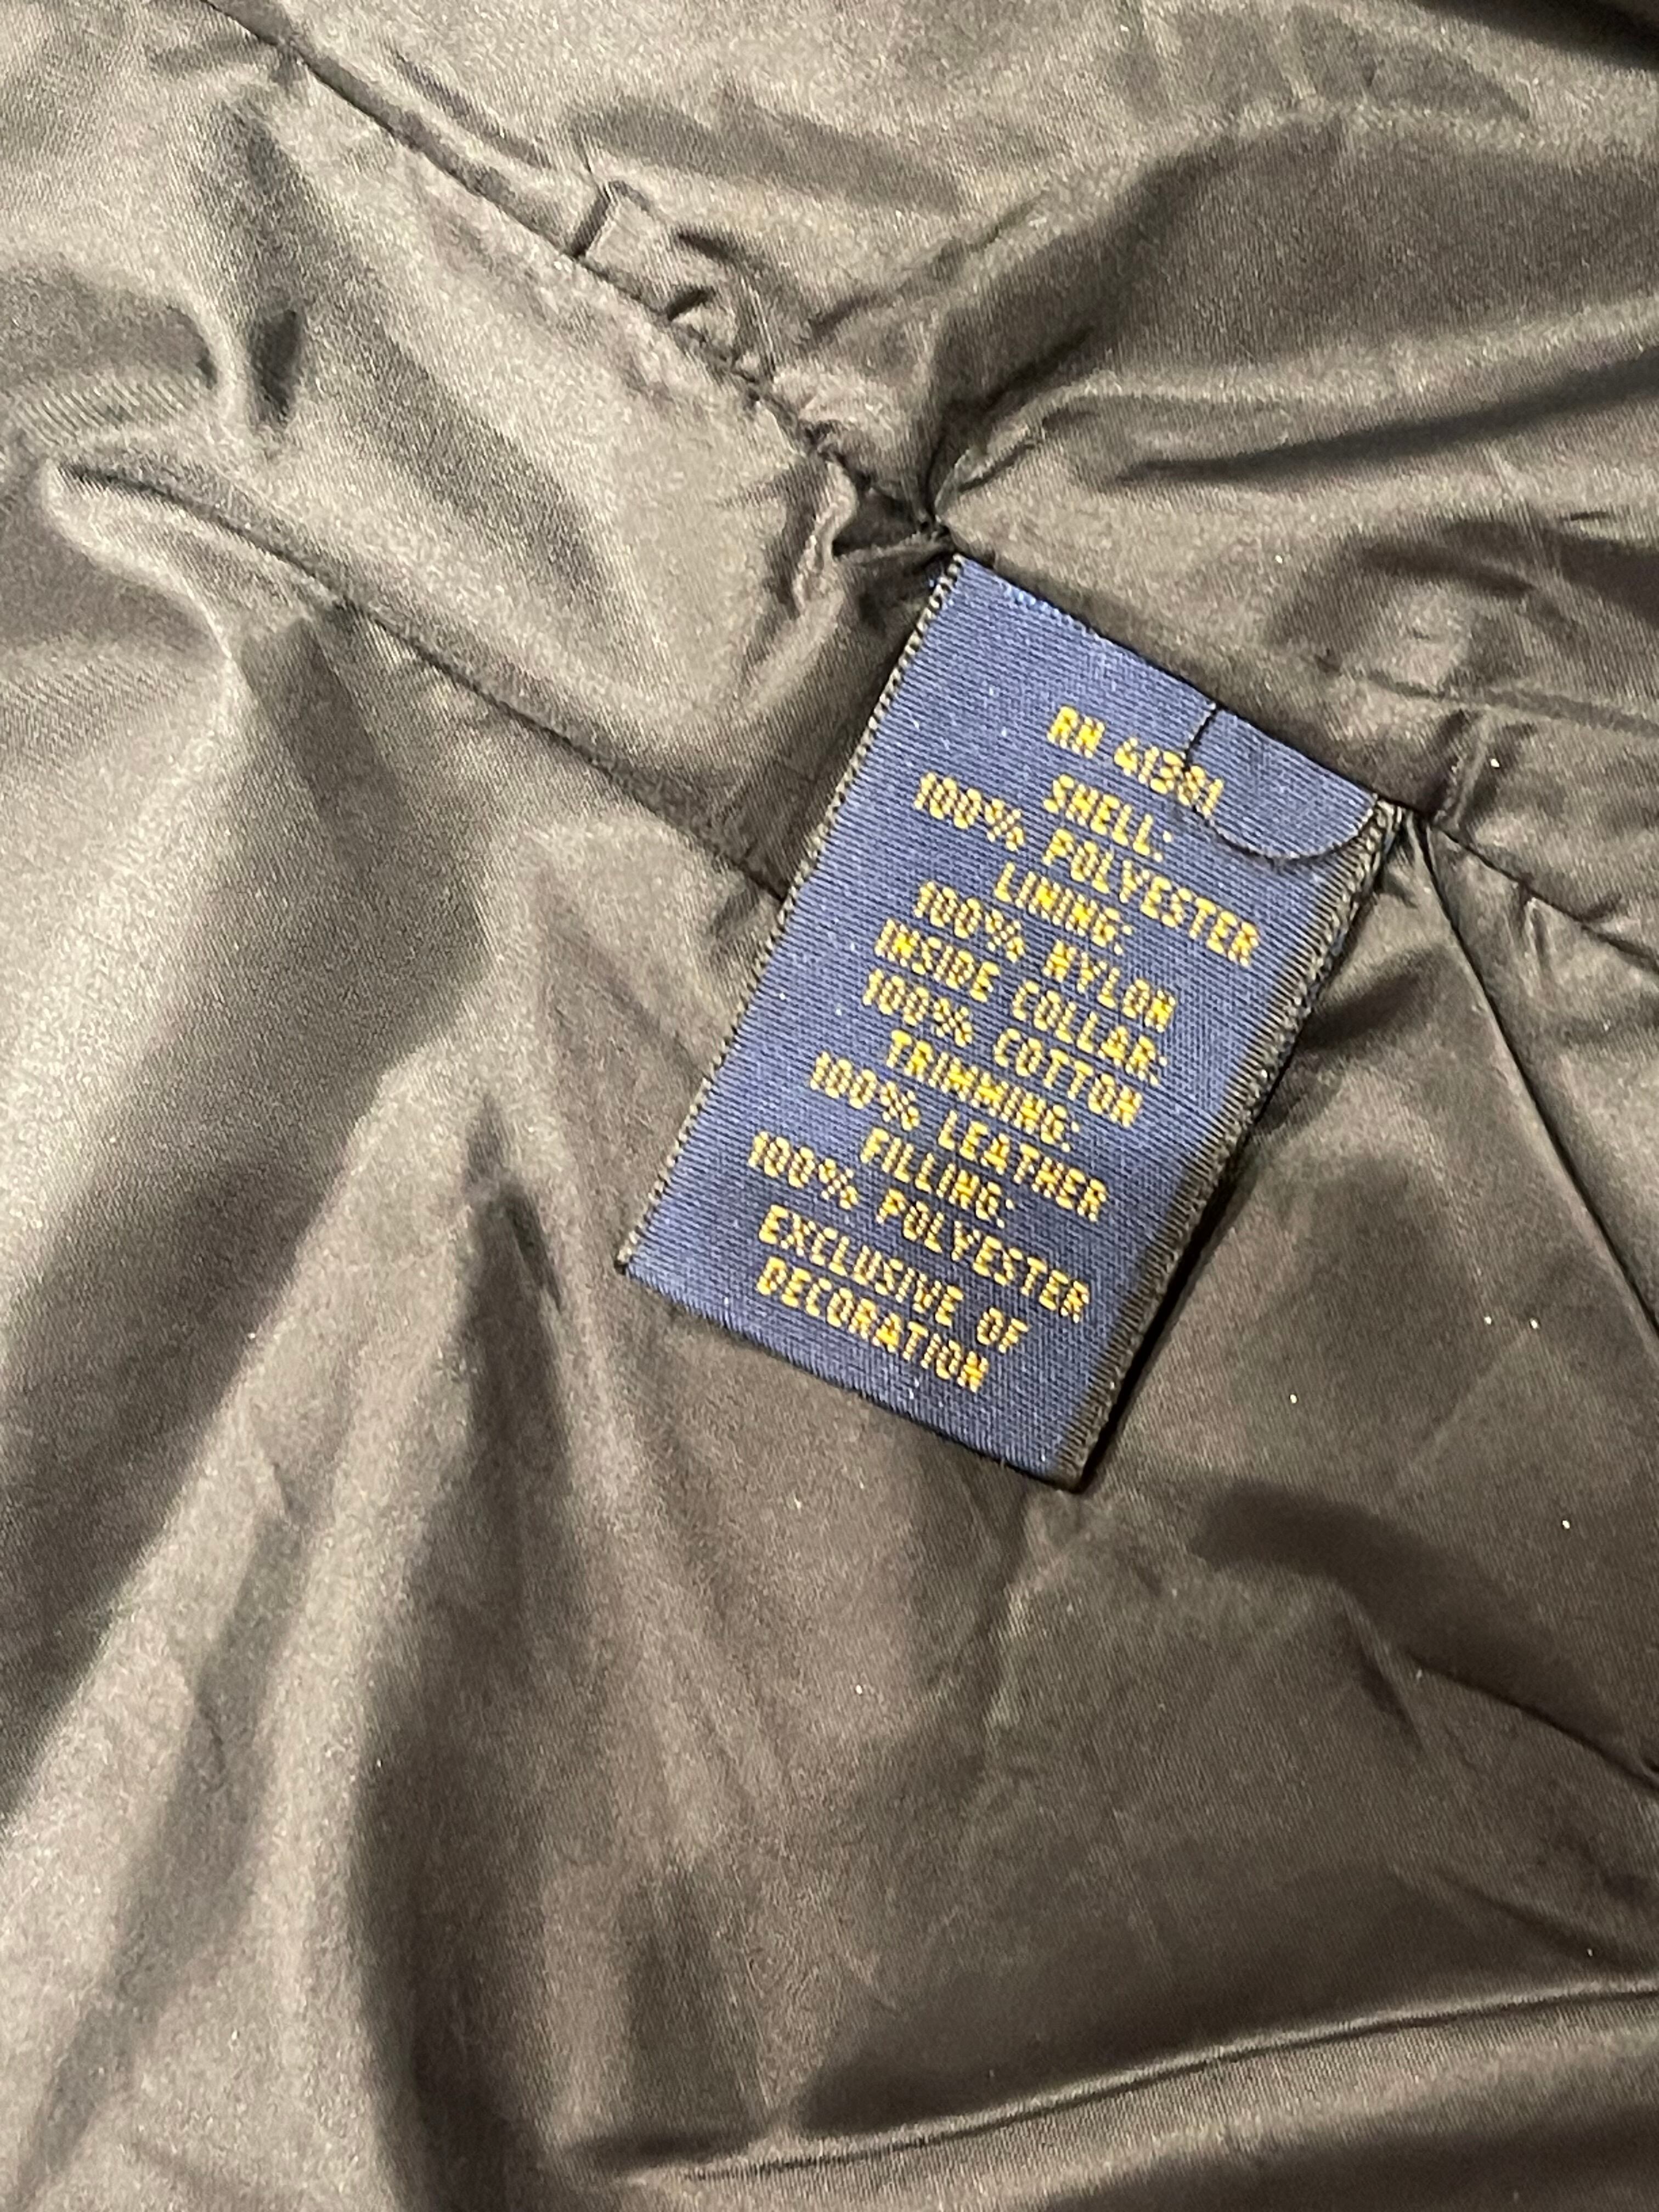 RN 41381
SHELL:
100% POLYESTER
LINING:
100% NYLON
INSIDE COLLAR:
100% COTTON
TRIMMING:
100% LEATHER
FILLING:
100% POLYESTER
EXCLUSIVE OF
DECORATION